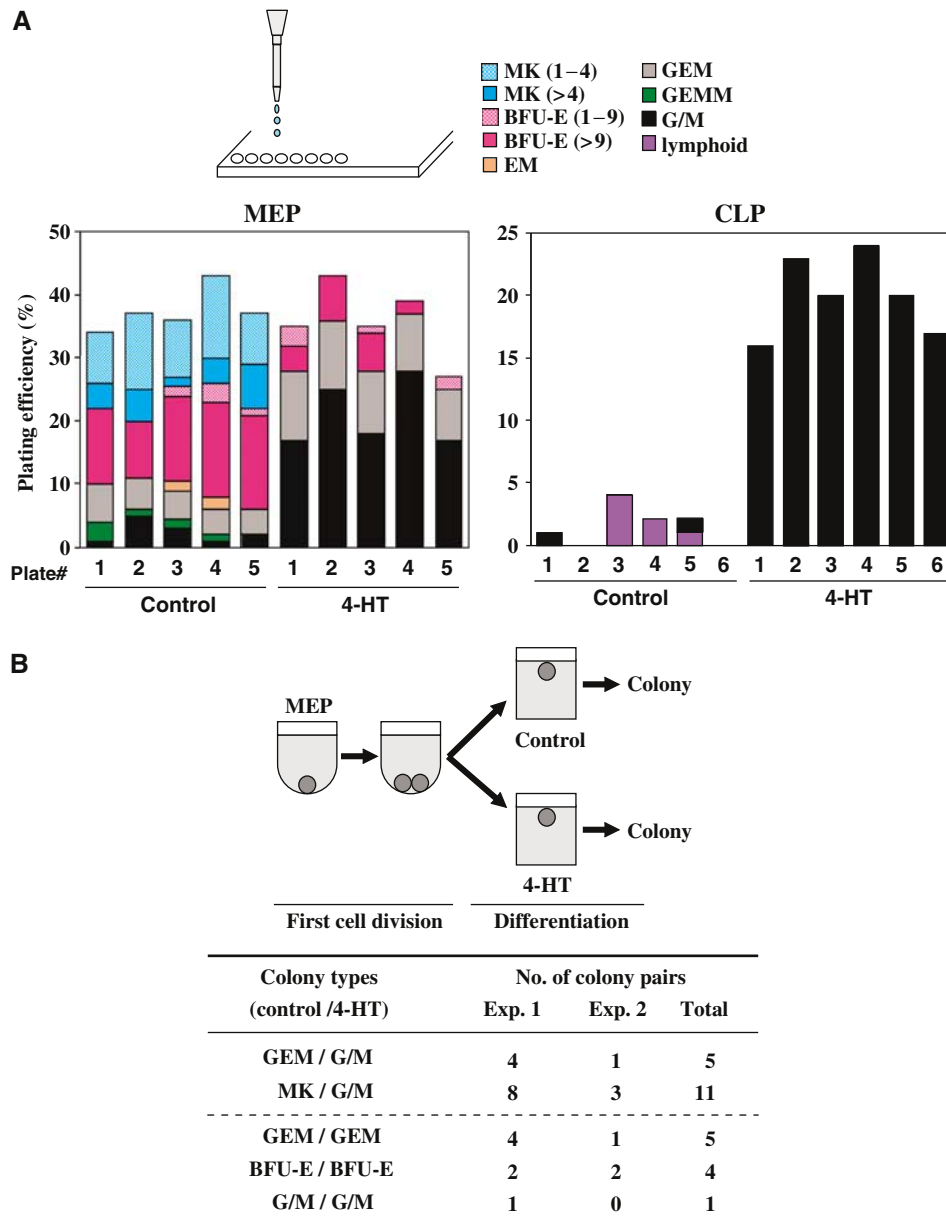 A
MK (1–4)
MK (>4)
BFU-E (1–9)
BFU-E (>9)
EM
GEM
GEMM
G/M
lymphoid
MEP
Plating efficiency (%)
50
40
30
20
10
0
Plate# 1 2 3 4 5 1 2 3 4 5
Control 4-HT
CLP
25
20
15
10
5
0
1 2 3 4 5 6 1 2 3 4 5 6
Control 4-HT
B
MEP
Control
Colony
4-HT
Colony
First cell division Differentiation
Colony types No. of colony pairs
(control /4-HT) Exp. 1 Exp. 2 Total
GEM / G/M 4 1 5
MK / G/M 8 3 11
GEM / GEM 4 1 5
BFU-E / BFU-E 2 2 4
G/M / G/M 1 0 1